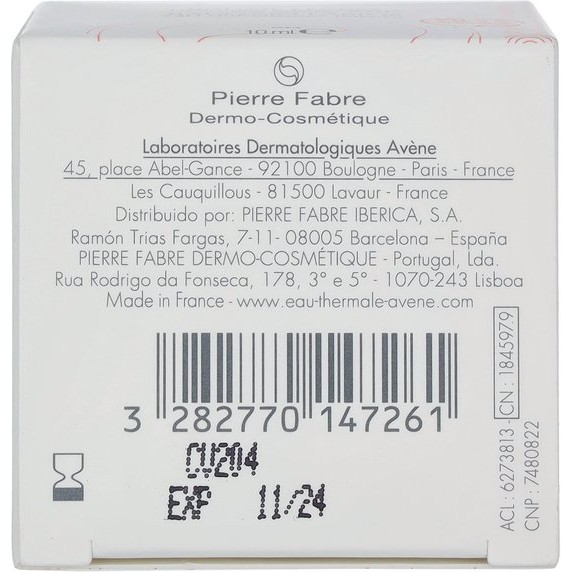 10 ml ℮
Pierre Fabre
Dermo-Cosmétique
Laboratoires Dermatologiques Avène
45, place Abel-Gance - 92100 Boulogne - Paris - France
Les Cauquillous - 81500 Lavaur - France
Distribuido por: PIERRE FABRE IBERICA, S.A.
Ramón Trias Fargas, 7-11- 08005 Barcelona – España
PIERRE FABRE DERMO-COSMÉTIQUE - Portugal, Lda.
Rua Rodrigo da Fonseca, 178, 3° e 5° - 1070-243 Lisboa
Made in France - www.eau-thermale-avene.com
3 282770 147261
CU204
EXP 11/24
ACL : 6273813 - CN : 1845979
CNP : 7480822